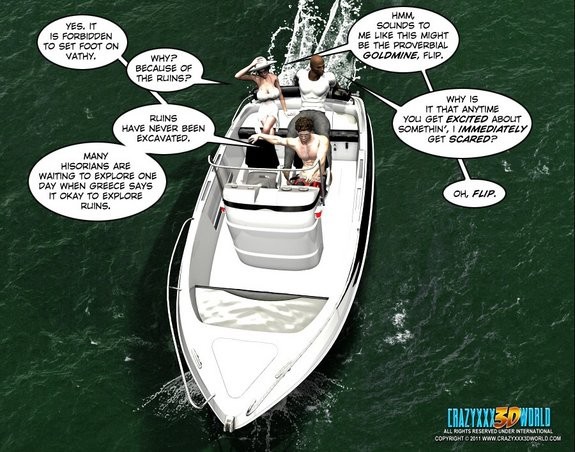 YES. IT
IS FORBIDDEN
TO SET FOOT ON
VATHY.
WHY?
BECAUSE OF
THE RUINS?
RUINS
HAVE NEVER BEEN
EXCAVATED.
MANY
HISORIANS ARE
WAITING TO EXPLORE ONE
DAY WHEN GREECE SAYS
IT OKAY TO EXPLORE
RUINS.
HMM,
SOUNDS TO
ME LIKE THIS MIGHT
BE THE PROVERBIAL
GOLDMINE, FLIP.
WHY IS
IT THAT ANYTIME
YOU GET EXCITED ABOUT
SOMETHIN', I IMMEDIATELY
GET SCARED?
OH, FLIP.
CRAZYXXX3DWORLD
ALL RIGHTS RESERVED UNDER INTERNATIONAL
COPYRIGHT © 2011 WWW.CRAZYXXX3DWORLD.COM